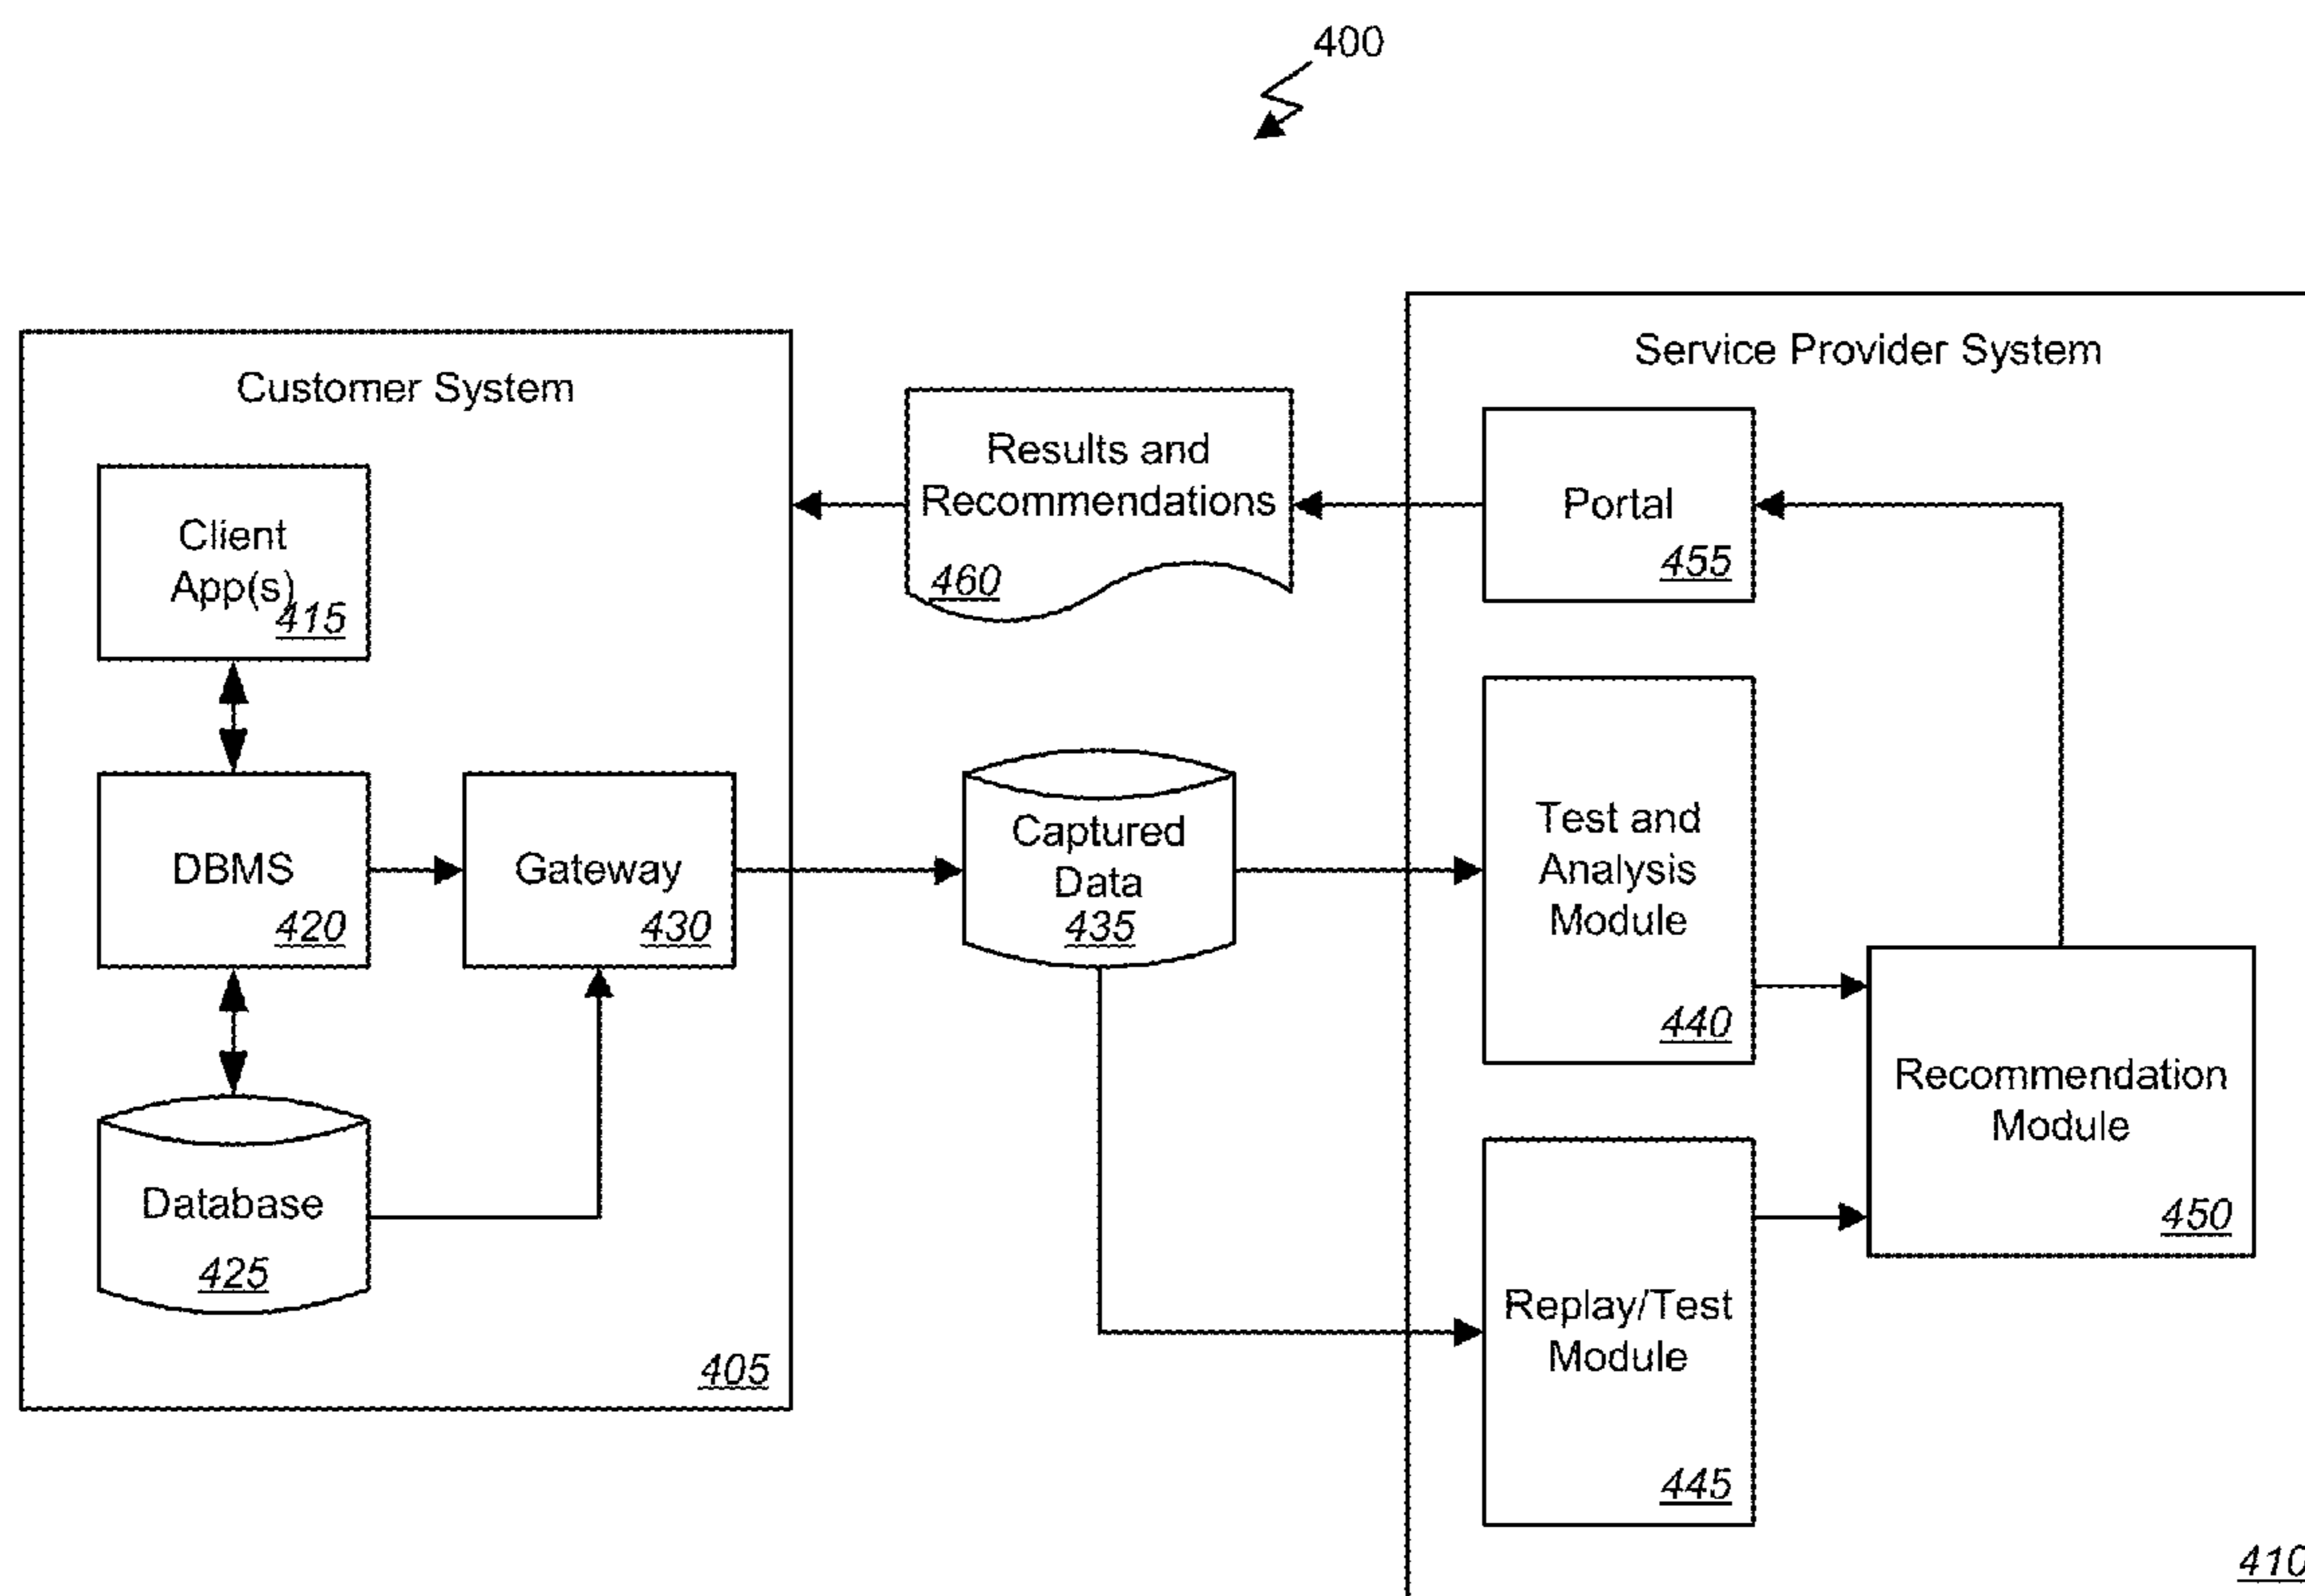 400
Customer System
Client
App(s)
415
DBMS
420
Gateway
430
Database
425
405
Results and
Recommendations
460
Captured
Data
435
Service Provider System
Portal
455
Test and
Analysis
Module
440
Recommendation
Module
450
Replay/Test
Module
445
410